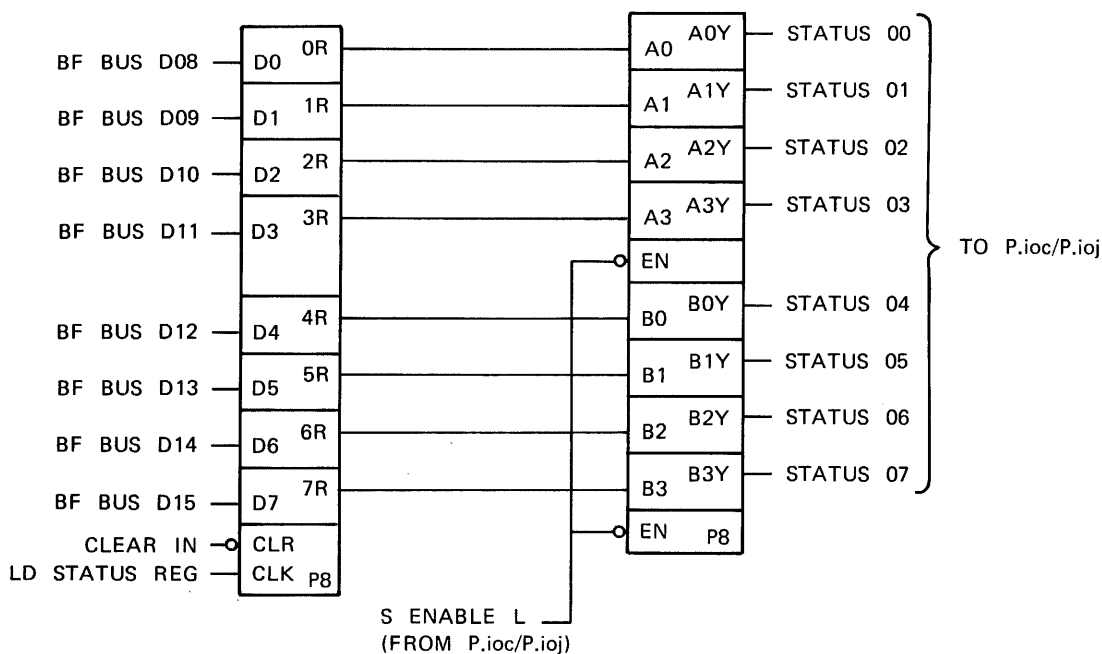 BF BUS D08 D0 0R A0 A0Y STATUS 00
BF BUS D09 D1 1R A1 A1Y STATUS 01
BF BUS D10 D2 2R A2 A2Y STATUS 02
BF BUS D11 D3 3R A3 A3Y STATUS 03
EN
TO P.ioc/P.ioj
BF BUS D12 D4 4R B0 B0Y STATUS 04
BF BUS D13 D5 5R B1 B1Y STATUS 05
BF BUS D14 D6 6R B2 B2Y STATUS 06
BF BUS D15 D7 7R B3 B3Y STATUS 07
CLEAR IN CLR EN P8
LD STATUS REG CLK P8
S ENABLE L
(FROM P.ioc/P.ioj)